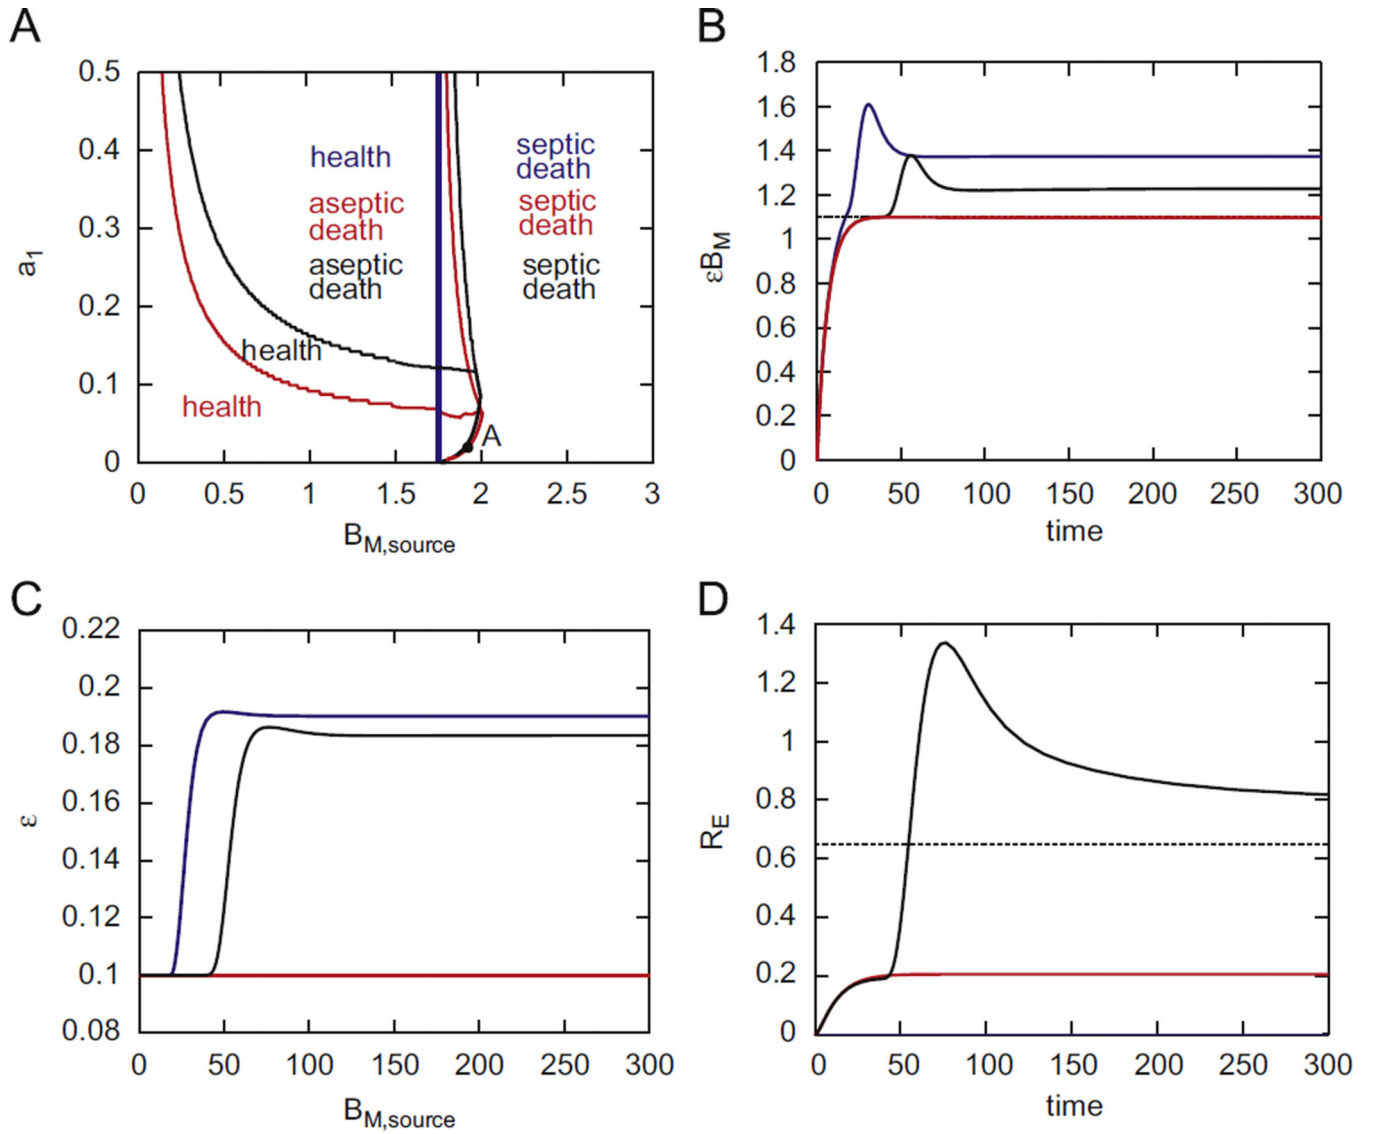 A
0.5
0.4
0.3
0.2
0.1
0
a1
health
aseptic
death
aseptic
death
septic
death
septic
death
septic
death
health
health
A
0 0.5 1 1.5 2 2.5 3
BM,source
B
1.8
1.6
1.4
1.2
1
0.8
0.6
0.4
0.2
0
εBM
0 50 100 150 200 250 300
time
C
0.22
0.2
0.18
0.16
0.14
0.12
0.1
0.08
ε
0 50 100 150 200 250 300
BM,source
D
1.4
1.2
1
0.8
0.6
0.4
0.2
0
RE
0 50 100 150 200 250 300
time